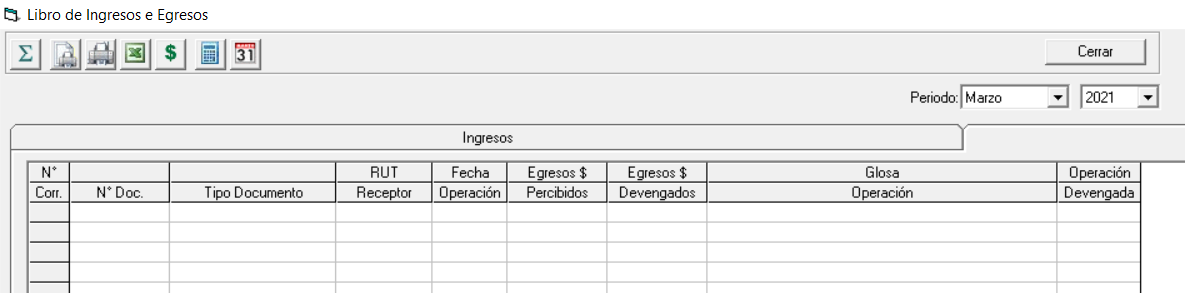 Libro de Ingresos e Egresos
Σ $ 31 Cerrar
Periodo: Marzo 2021
Ingresos
N° RUT Fecha Egresos $ Egresos $ Glosa Operación
Corr. N° Doc. Tipo Documento Receptor Operación Percibidos Devengados Operación Devengada